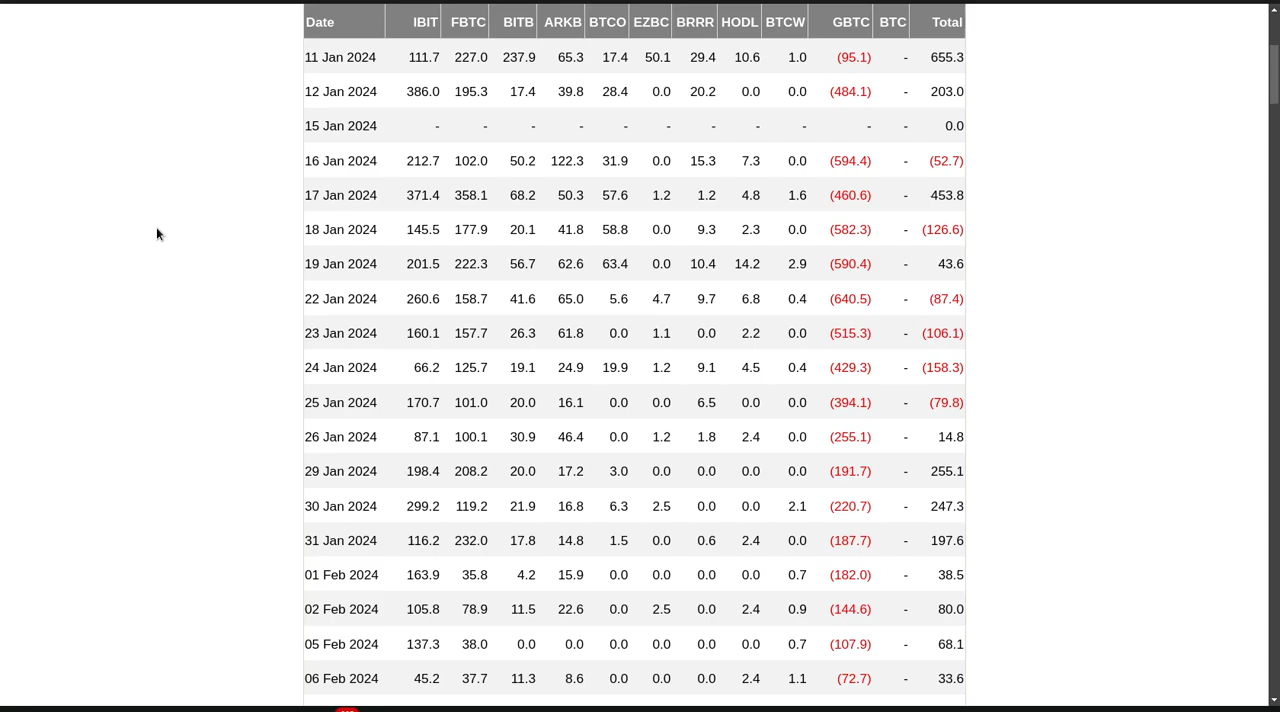 Date IBIT FBTC BITB ARKB BTCO EZBC BRRR HODL BTCW GBTC BTC Total
11 Jan 2024 111.7 227.0 237.9 65.3 17.4 50.1 29.4 10.6 1.0 (95.1) - 655.3
12 Jan 2024 386.0 195.3 17.4 39.8 28.4 0.0 20.2 0.0 0.0 (484.1) - 203.0
15 Jan 2024 - - - - - - - - - - - 0.0
16 Jan 2024 212.7 102.0 50.2 122.3 31.9 0.0 15.3 7.3 0.0 (594.4) - (52.7)
17 Jan 2024 371.4 358.1 68.2 50.3 57.6 1.2 1.2 4.8 1.6 (460.6) - 453.8
18 Jan 2024 145.5 177.9 20.1 41.8 58.8 0.0 9.3 2.3 0.0 (582.3) - (126.6)
19 Jan 2024 201.5 222.3 56.7 62.6 63.4 0.0 10.4 14.2 2.9 (590.4) - 43.6
22 Jan 2024 260.6 158.7 41.6 65.0 5.6 4.7 9.7 6.8 0.4 (640.5) - (87.4)
23 Jan 2024 160.1 157.7 26.3 61.8 0.0 1.1 0.0 2.2 0.0 (515.3) - (106.1)
24 Jan 2024 66.2 125.7 19.1 24.9 19.9 1.2 9.1 4.5 0.4 (429.3) - (158.3)
25 Jan 2024 170.7 101.0 20.0 16.1 0.0 0.0 6.5 0.0 0.0 (394.1) - (79.8)
26 Jan 2024 87.1 100.1 30.9 46.4 0.0 1.2 1.8 2.4 0.0 (255.1) - 14.8
29 Jan 2024 198.4 208.2 20.0 17.2 3.0 0.0 0.0 0.0 0.0 (191.7) - 255.1
30 Jan 2024 299.2 119.2 21.9 16.8 6.3 2.5 0.0 0.0 2.1 (220.7) - 247.3
31 Jan 2024 116.2 232.0 17.8 14.8 1.5 0.0 0.6 2.4 0.0 (187.7) - 197.6
01 Feb 2024 163.9 35.8 4.2 15.9 0.0 0.0 0.0 0.0 0.7 (182.0) - 38.5
02 Feb 2024 105.8 78.9 11.5 22.6 0.0 2.5 0.0 2.4 0.9 (144.6) - 80.0
05 Feb 2024 137.3 38.0 0.0 0.0 0.0 0.0 0.0 0.0 0.7 (107.9) - 68.1
06 Feb 2024 45.2 37.7 11.3 8.6 0.0 0.0 0.0 2.4 1.1 (72.7) - 33.6